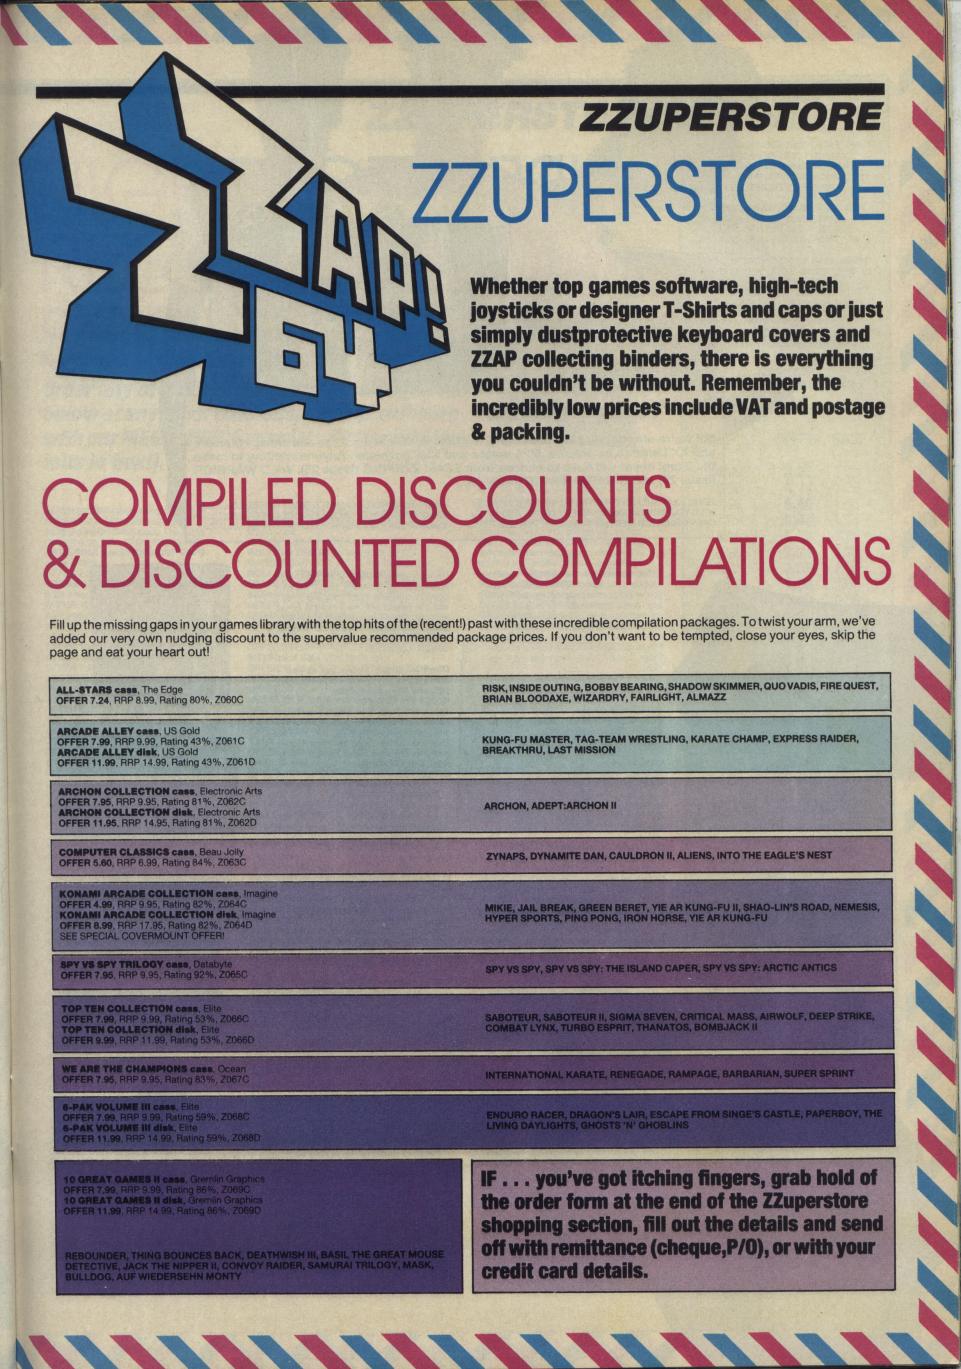 ZZUPERSTORE
ZZAP! 64
ZZUPERSTORE
Whether top games software, high-tech
joysticks or designer T-Shirts and caps or just
simply dustprotective keyboard covers and
ZZAP collecting binders, there is everything
you couldn't be without. Remember, the
incredibly low prices include VAT and postage
& packing.
COMPILED DISCOUNTS
& DISCOUNTED COMPILATIONS
Fill up the missing gaps in your games library with the top hits of the (recent!) past with these incredible compilation packages. To twist your arm, we've
added our very own nudging discount to the supervalue recommended package prices. If you don't want to be tempted, close your eyes, skip the
page and eat your heart out!
ALL-STARS cass, The Edge
OFFER 7.24, RRP 8.99, Rating 80%, Z060C
RISK, INSIDE OUTING, BOBBY BEARING, SHADOW SKIMMER, QUO VADIS, FIRE QUEST,
BRIAN BLOODAXE, WIZARDRY, FAIRLIGHT, ALMAZZ
ARCADE ALLEY cass, US Gold
OFFER 7.99, RRP 9.99, Rating 43%, Z061C
ARCADE ALLEY disk, US Gold
OFFER 11.99, RRP 14.99, Rating 43%, Z061D
KUNG-FU MASTER, TAG-TEAM WRESTLING, KARATE CHAMP, EXPRESS RAIDER,
BREAKTHRU, LAST MISSION
ARCHON COLLECTION cass, Electronic Arts
OFFER 7.95, RRP 9.95, Rating 81%, Z062C
ARCHON COLLECTION disk, Electronic Arts
OFFER 11.95, RRP 14.95, Rating 81%, Z062D
ARCHON, ADEPT:ARCHON II
COMPUTER CLASSICS cass, Beau Jolly
OFFER 5.60, RRP 6.99, Rating 84%, Z063C
ZYNAPS, DYNAMITE DAN, CAULDRON II, ALIENS, INTO THE EAGLE'S NEST
KONAMI ARCADE COLLECTION cass, Imagine
OFFER 4.99, RRP 9.95, Rating 82%, Z064C
KONAMI ARCADE COLLECTION disk, Imagine
OFFER 8.99, RRP 17.95, Rating 82%, Z064D
SEE SPECIAL COVERMOUNT OFFER!
MIKIE, JAIL BREAK, GREEN BERET, YIE AR KUNG-FU II, SHAO-LIN'S ROAD, NEMESIS,
HYPER SPORTS, PING PONG, IRON HORSE, YIE AR KUNG-FU
SPY VS SPY TRILOGY cass, Databyte
OFFER 7.95, RRP 9.95, Rating 92%, Z065C
SPY VS SPY, SPY VS SPY: THE ISLAND CAPER, SPY VS SPY: ARCTIC ANTICS
TOP TEN COLLECTION cass, Elite
OFFER 7.99, RRP 9.99, Rating 53%, Z066C
TOP TEN COLLECTION disk, Elite
OFFER 9.99, RRP 11.99, Rating 53%, Z066D
SABOTEUR, SABOTEUR II, SIGMA SEVEN, CRITICAL MASS, AIRWOLF, DEEP STRIKE,
COMBAT LYNX, TURBO ESPRIT, THANATOS, BOMBJACK II
WE ARE THE CHAMPIONS cass, Ocean
OFFER 7.95, RRP 9.95, Rating 83%, Z067C
INTERNATIONAL KARATE, RENEGADE, RAMPAGE, BARBARIAN, SUPER SPRINT
6-PAK VOLUME III cass, Elite
OFFER 7.99, RRP 9.99, Rating 59%, Z068C
6-PAK VOLUME III disk, Elite
OFFER 11.99, RRP 14.99, Rating 59%, Z068D
ENDURO RACER, DRAGON'S LAIR, ESCAPE FROM SINGE'S CASTLE, PAPERBOY, THE
LIVING DAYLIGHTS, GHOSTS 'N' GHOBLINS
10 GREAT GAMES II cass, Gremlin Graphics
OFFER 7.99, RRP 9.99, Rating 86%, Z069C
10 GREAT GAMES II disk, Gremlin Graphics
OFFER 11.99, RRP 14.99, Rating 86%, Z069D
REBOUNDER, THING BOUNCES BACK, DEATHWISH III, BASIL THE GREAT MOUSE
DETECTIVE, JACK THE NIPPER II, CONVOY RAIDER, SAMURAI TRILOGY, MASK,
BULLDOG, AUF WIEDERSEHN MONTY
IF . . . you've got itching fingers, grab hold of
the order form at the end of the ZZuperstore
shopping section, fill out the details and send
off with remittance (cheque,P/O), or with your
credit card details.